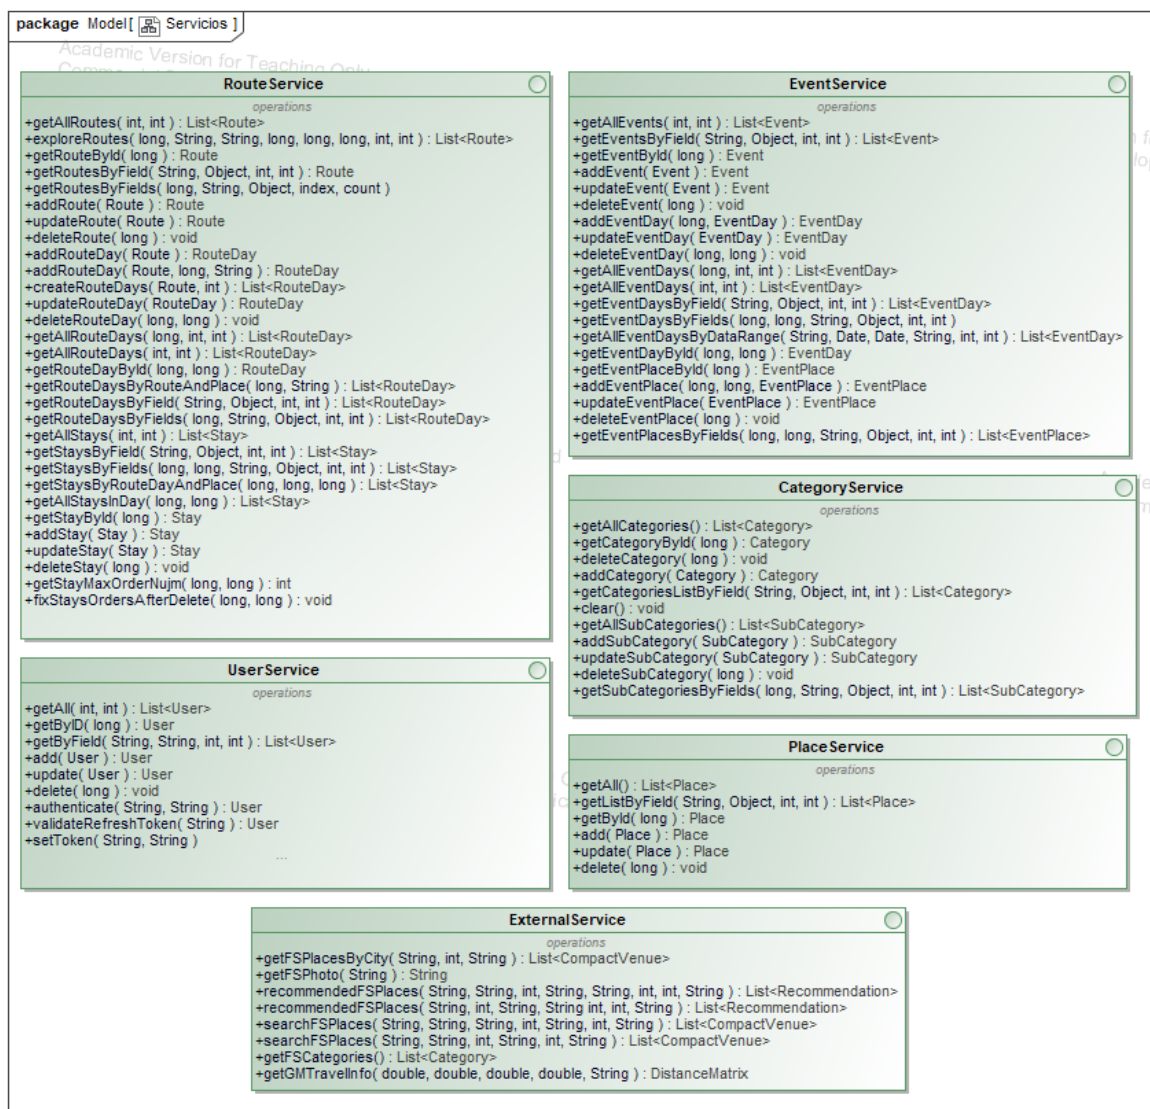 package Model[ Servicios ]
Academic Version for Teaching Only
RouteService
operations
+getAllRoutes( int, int ) : List<Route>
+exploreRoutes( long, String, String, long, long, long, int, int ) : List<Route>
+getRouteById( long ) : Route
+getRoutesByField( String, Object, int, int ) : Route
+getRoutesByFields( long, String, Object, index, count )
+addRoute( Route ) : Route
+updateRoute( Route ) : Route
+deleteRoute( long ) : void
+addRouteDay( Route ) : RouteDay
+addRouteDay( Route, long, String ) : RouteDay
+createRouteDays( Route, int ) : List<RouteDay>
+updateRouteDay( RouteDay ) : RouteDay
+deleteRouteDay( long, long ) : void
+getAllRouteDays( long, int, int ) : List<RouteDay>
+getAllRouteDays( int, int ) : List<RouteDay>
+getRouteDayById( long, long ) : RouteDay
+getRouteDaysByRouteAndPlace( long, String ) : List<RouteDay>
+getRouteDaysByField( String, Object, int, int ) : List<RouteDay>
+getRouteDaysByFields( long, String, Object, int, int ) : List<RouteDay>
+getAllStays( int, int ) : List<Stay>
+getStaysByField( String, Object, int, int ) : List<Stay>
+getStaysByFields( long, long, String, Object, int, int ) : List<Stay>
+getStaysByRouteDayAndPlace( long, long, long ) : List<Stay>
+getAllStaysInDay( long, long ) : List<Stay>
+getStayById( long ) : Stay
+addStay( Stay ) : Stay
+updateStay( Stay ) : Stay
+deleteStay( long ) : void
+getStayMaxOrderNujm( long, long ) : int
+fixStaysOrdersAfterDelete( long, long ) : void
EventService
operations
+getAllEvents( int, int ) : List<Event>
+getEventsByField( String, Object, int, int ) : List<Event>
+getEventById( long ) : Event
+addEvent( Event ) : Event
+updateEvent( Event ) : Event
+deleteEvent( long ) : void
+addEventDay( long, EventDay ) : EventDay
+updateEventDay( EventDay ) : EventDay
+deleteEventDay( long, long ) : void
+getAllEventDays( long, int, int ) : List<EventDay>
+getAllEventDays( int, int ) : List<EventDay>
+getEventDaysByField( String, Object, int, int ) : List<EventDay>
+getEventDaysByFields( long, long, String, Object, int, int )
+getAllEventDaysByDataRange( String, Date, Date, String, int, int ) : List<EventDay>
+getEventDayById( long, long ) : EventDay
+getEventPlaceById( long ) : EventPlace
+addEventPlace( long, long, EventPlace ) : EventPlace
+updateEventPlace( EventPlace ) : EventPlace
+deleteEventPlace( long ) : void
+getEventPlacesByFields( long, long, String, Object, int, int ) : List<EventPlace>
CategoryService
operations
+getAllCategories() : List<Category>
+getCategoryById( long ) : Category
+deleteCategory( long ) : void
+addCategory( Category ) : Category
+getCategoriesListByField( String, Object, int, int ) : List<Category>
+clear() : void
+getAllSubCategories() : List<SubCategory>
+addSubCategory( SubCategory ) : SubCategory
+updateSubCategory( SubCategory ) : SubCategory
+deleteSubCategory( long ) : void
+getSubCategoriesByFields( long, String, Object, int, int ) : List<SubCategory>
UserService
operations
+getAll( int, int ) : List<User>
+getByID( long ) : User
+getByField( String, String, int, int ) : List<User>
+add( User ) : User
+update( User ) : User
+delete( long ) : void
+authenticate( String, String ) : User
+validateRefreshToken( String ) : User
+setToken( String, String )
...
PlaceService
operations
+getAll() : List<Place>
+getListByField( String, Object, int, int ) : List<Place>
+getById( long ) : Place
+add( Place ) : Place
+update( Place ) : Place
+delete( long ) : void
ExternalService
operations
+getFSPlacesByCity( String, int, String ) : List<CompactVenue>
+getFSPhoto( String ) : String
+recommendedFSPlaces( String, String, int, String, String, int, int, String ) : List<Recommendation>
+recommendedFSPlaces( String, int, String, String int, int, String ) : List<Recommendation>
+searchFSPlaces( String, String, String, int, String, int, String ) : List<CompactVenue>
+searchFSPlaces( String, String, int, String, int, String ) : List<CompactVenue>
+getFSCategories() : List<Category>
+getGMTravelInfo( double, double, double, double, String ) : DistanceMatrix